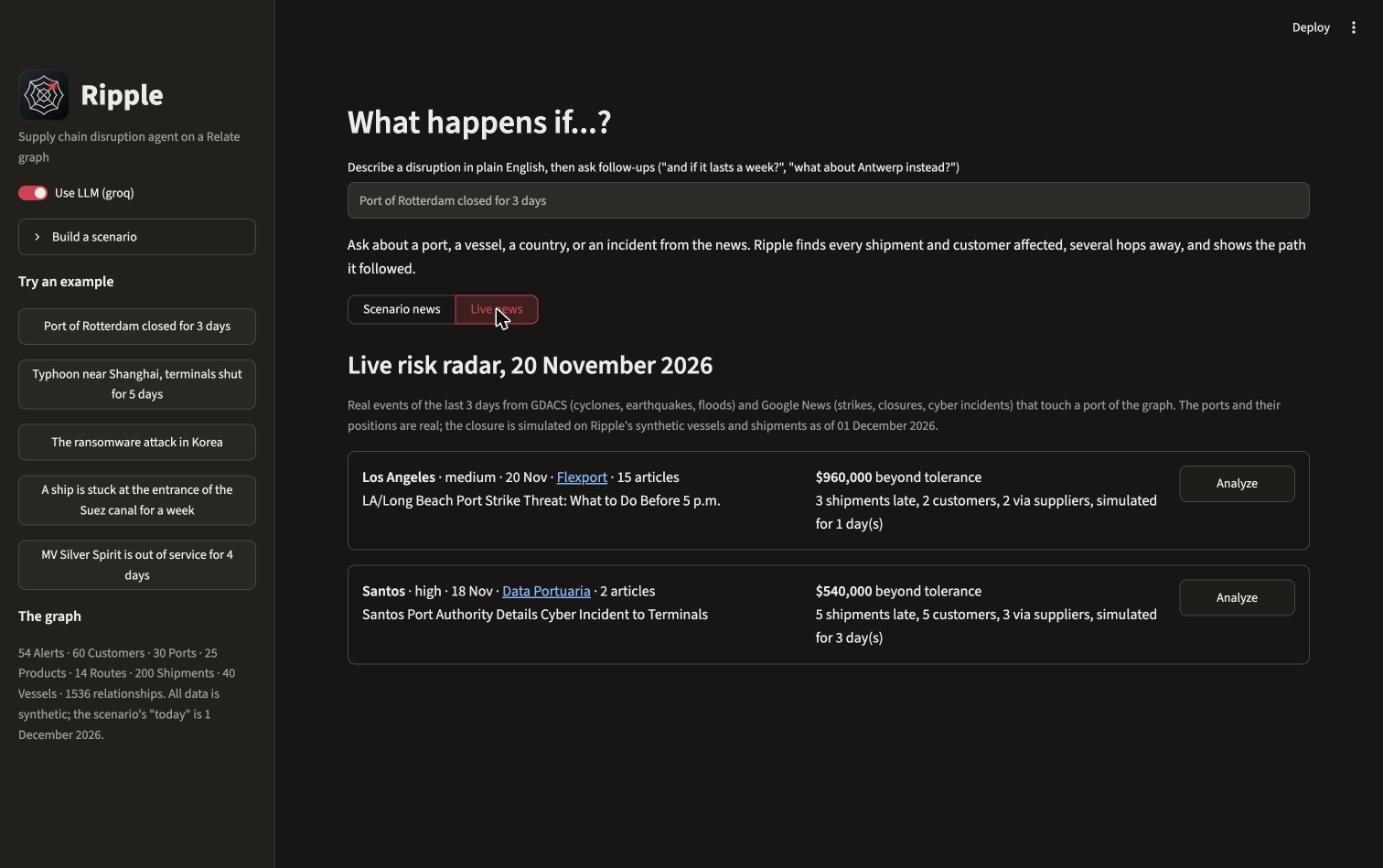 Deploy
Ripple
Supply chain disruption agent on a Relate
graph
Use LLM (groq)
Build a scenario
Try an example
Port of Rotterdam closed for 3 days
Typhoon near Shanghai, terminals shut
for 5 days
The ransomware attack in Korea
A ship is stuck at the entrance of the
Suez canal for a week
MV Silver Spirit is out of service for 4
days
The graph
54 Alerts · 60 Customers · 30 Ports · 25
Products · 14 Routes · 200 Shipments · 40
Vessels · 1536 relationships. All data is
synthetic; the scenario's "today" is 1
December 2026.
What happens if...?
Describe a disruption in plain English, then ask follow-ups ("and if it lasts a week?", "what about Antwerp instead?")
Port of Rotterdam closed for 3 days
Ask about a port, a vessel, a country, or an incident from the news. Ripple finds every shipment and customer affected, several hops away, and shows the path
it followed.
Scenario news
Live news
Live risk radar, 20 November 2026
Real events of the last 3 days from GDACS (cyclones, earthquakes, floods) and Google News (strikes, closures, cyber incidents) that touch a port of the graph. The ports and their
positions are real; the closure is simulated on Ripple's synthetic vessels and shipments as of 01 December 2026.
Los Angeles · medium · 20 Nov · Flexport · 15 articles
LA/Long Beach Port Strike Threat: What to Do Before 5 p.m.
$960,000 beyond tolerance
3 shipments late, 2 customers, 2 via suppliers, simulated
for 1 day(s)
Analyze
Santos · high · 18 Nov · Data Portuaria · 2 articles
Santos Port Authority Details Cyber Incident to Terminals
$540,000 beyond tolerance
5 shipments late, 5 customers, 3 via suppliers, simulated
for 3 day(s)
Analyze